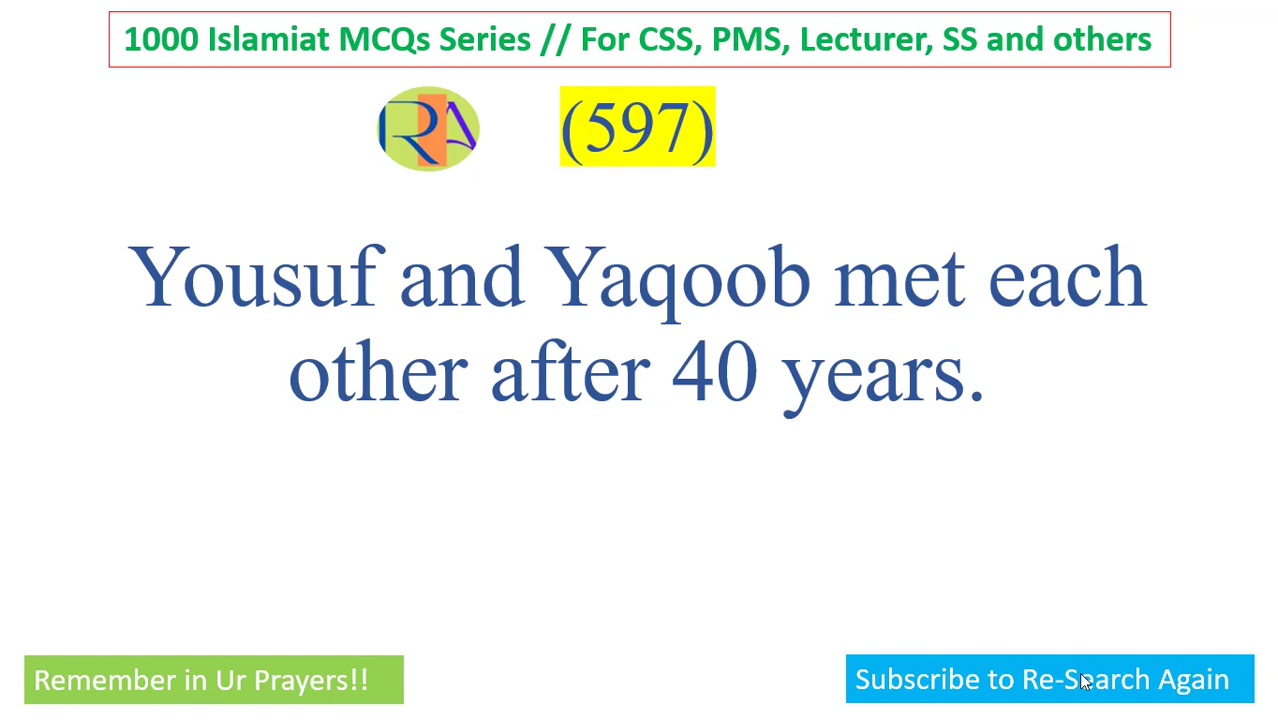 1000 Islamiat MCQs Series // For CSS, PMS, Lecturer, SS and others
RA (597)
Yousuf and Yaqoob met each
other after 40 years.
Remember in Ur Prayers!!
Subscribe to Re-Search Again